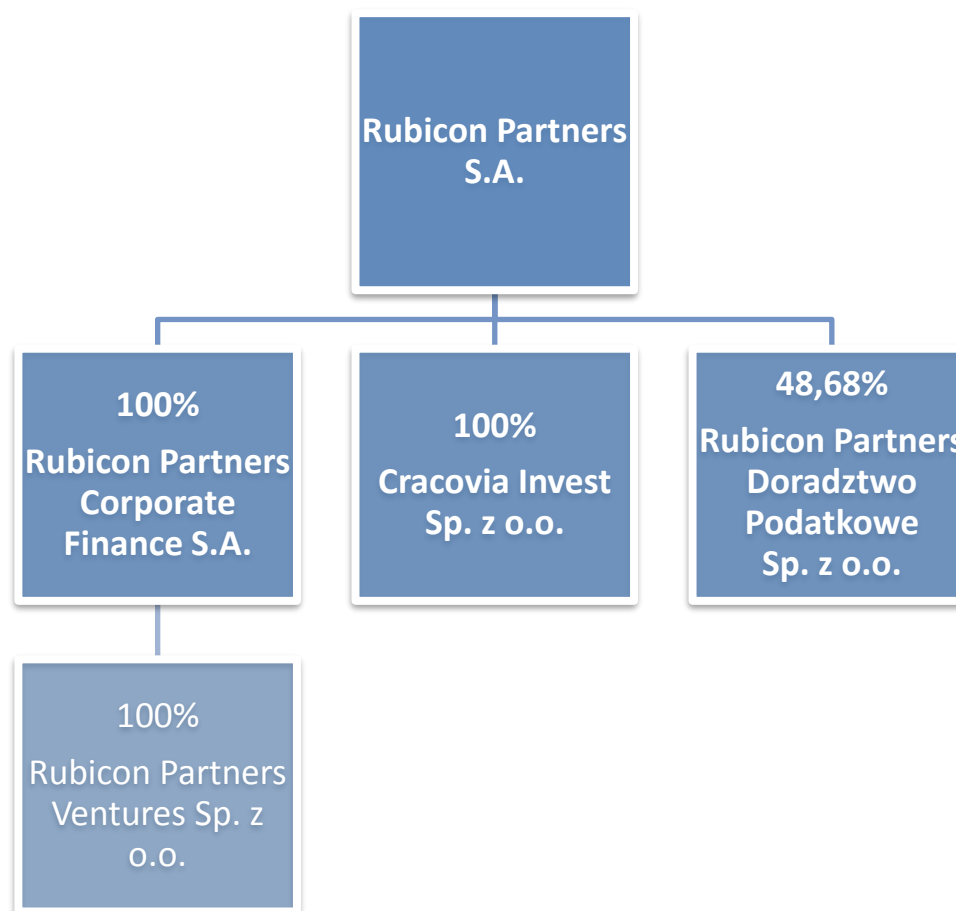 Rubicon Partners
S.A.
100%
Rubicon Partners
Corporate
Finance S.A.
100%
Cracovia Invest
Sp. z o.o.
48,68%
Rubicon Partners
Doradztwo
Podatkowe
Sp. z o.o.
100%
Rubicon Partners
Ventures Sp. z
o.o.